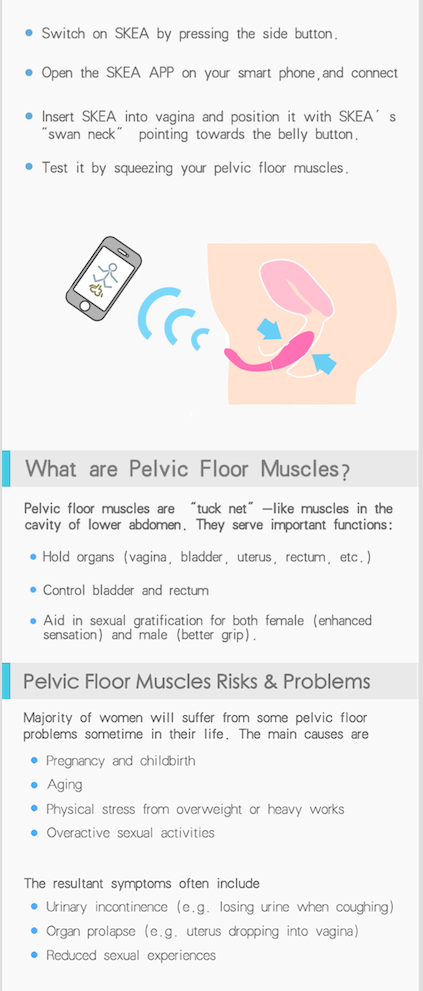 Switch on SKEA by pressing the side button.
Open the SKEA APP on your smart phone,and connect
Insert SKEA into vagina and position it with SKEA's
"swan neck" pointing towards the belly button.
Test it by squeezing your pelvic floor muscles.
What are Pelvic Floor Muscles?
Pelvic floor muscles are "tuck net" —like muscles in the
cavity of lower abdomen. They serve important functions:
Hold organs (vagina, bladder, uterus, rectum, etc.)
Control bladder and rectum
Aid in sexual gratification for both female (enhanced
sensation) and male (better grip).
Pelvic Floor Muscles Risks & Problems
Majority of women will suffer from some pelvic floor
problems sometime in their life. The main causes are
Pregnancy and childbirth
Aging
Physical stress from overweight or heavy works
Overactive sexual activities
The resultant symptoms often include
Urinary incontinence (e.g. losing urine when coughing)
Organ prolapse (e.g. uterus dropping into vagina)
Reduced sexual experiences